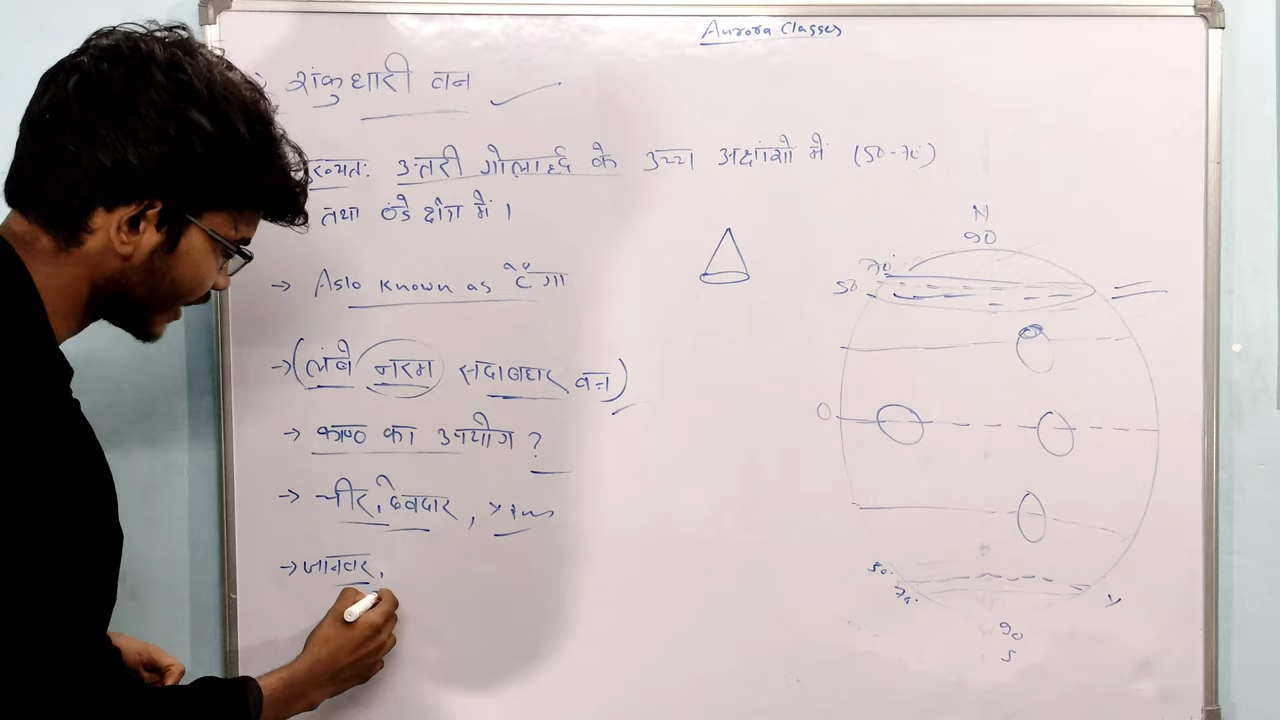 Aurora Classes
शंकुधारी वन
मुख्यतः उत्तरी गोलार्द्ध के उच्च अक्षांशो में (50-70°)
तथा ठंडे क्षेत्र में।
→ Aslo known as टैगा
→ (लंबे नरम सदाबहार वन)
→ काष्ठ का उपयोग ?
→ चीर, देवदार,
→ जानवर,
N
90
70°
50
0
50.
70.
90
S